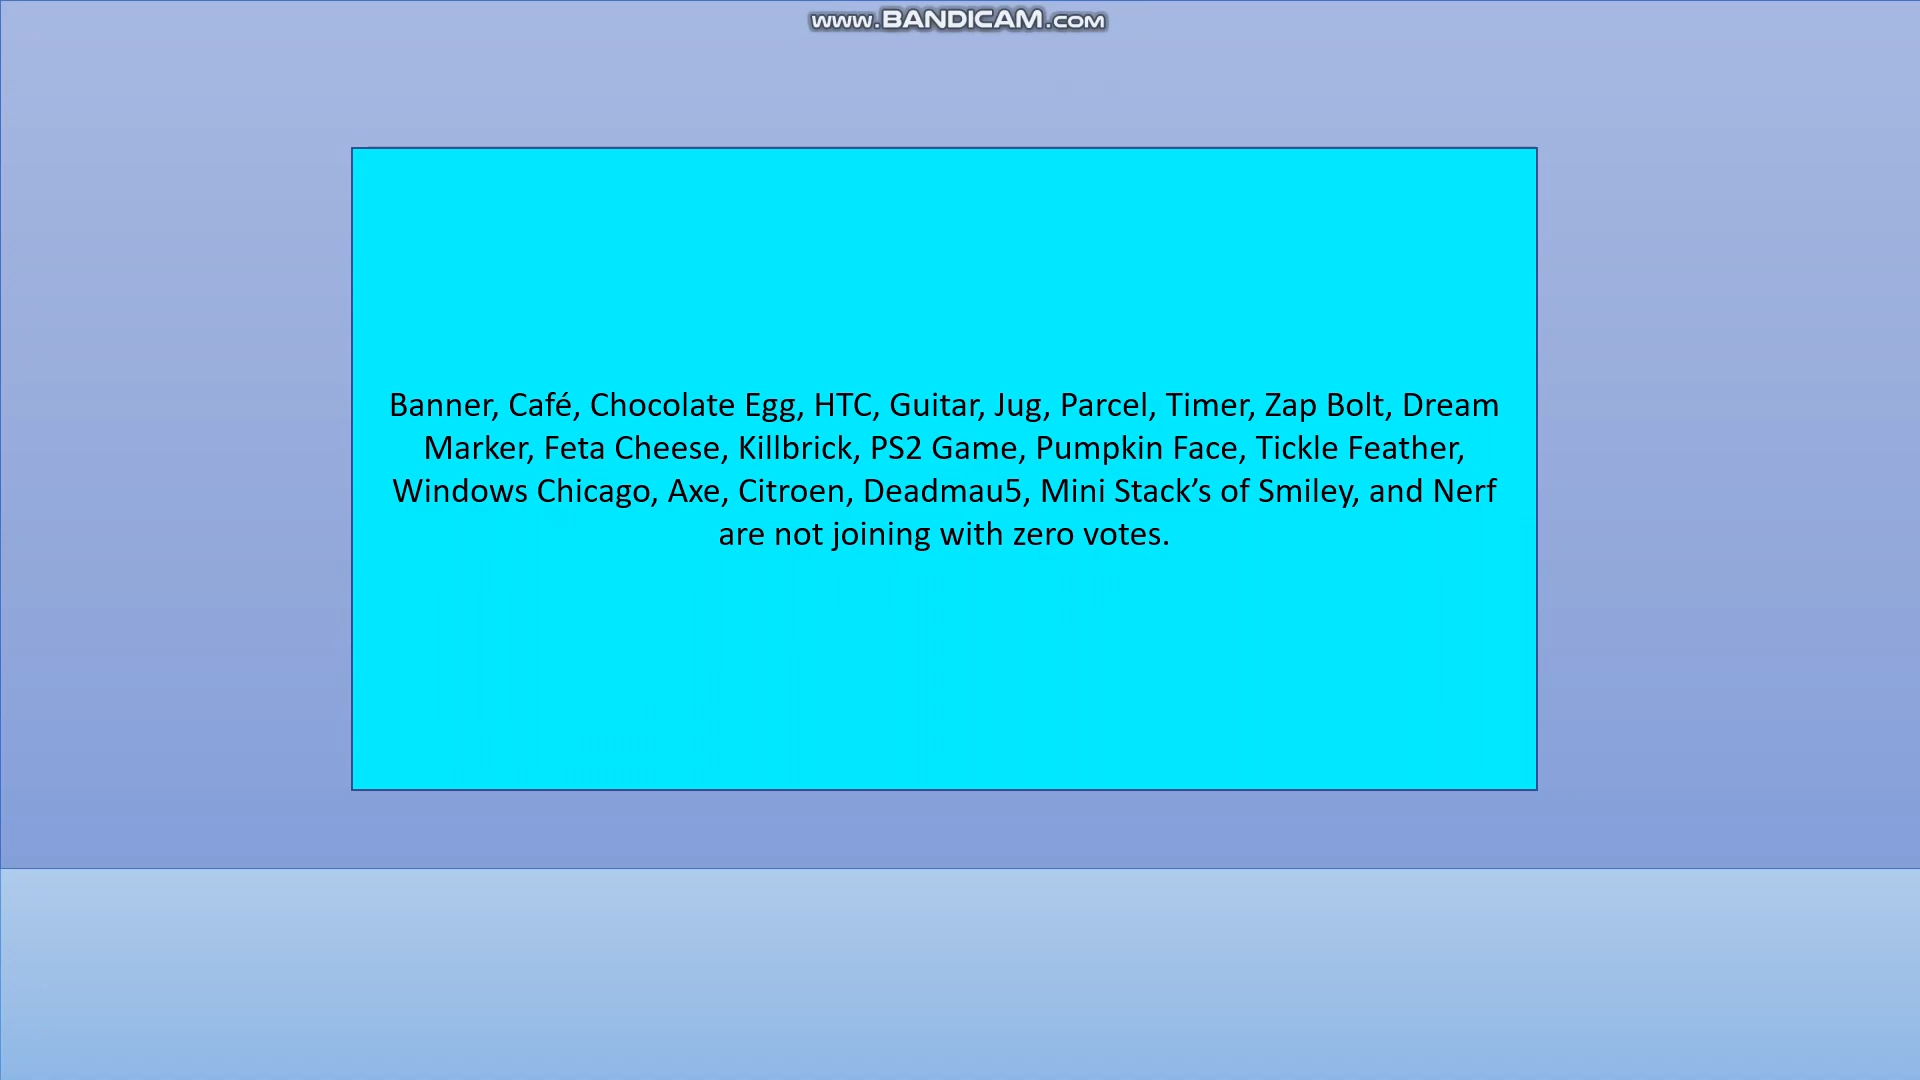 www.BANDICAM.com
Banner, Café, Chocolate Egg, HTC, Guitar, Jug, Parcel, Timer, Zap Bolt, Dream
Marker, Feta Cheese, Killbrick, PS2 Game, Pumpkin Face, Tickle Feather,
Windows Chicago, Axe, Citroen, Deadmau5, Mini Stack’s of Smiley, and Nerf
are not joining with zero votes.